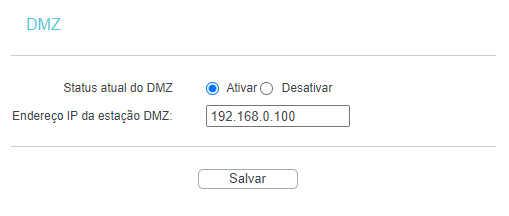 DMZ
Status atual do DMZ Ativar Desativar
Endereço IP da estação DMZ: 192.168.0.100
Salvar